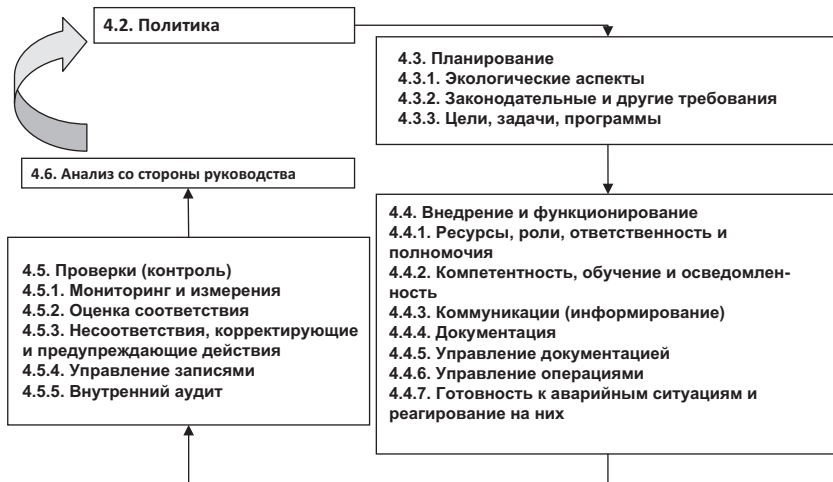 4.2. Политика
4.3. Планирование
4.3.1. Экологические аспекты
4.3.2. Законодательные и другие требования
4.3.3. Цели, задачи, программы
4.4. Внедрение и функционирование
4.4.1. Ресурсы, роли, ответственность и
полномочия
4.4.2. Компетентность, обучение и осведомлен-
ность
4.4.3. Коммуникации (информирование)
4.4.4. Документация
4.4.5. Управление документацией
4.4.6. Управление операциями
4.4.7. Готовность к аварийным ситуациям и
реагирование на них
4.5. Проверки (контроль)
4.5.1. Мониторинг и измерения
4.5.2. Оценка соответствия
4.5.3. Несоответствия, корректирующие
и предупреждающие действия
4.5.4. Управление записями
4.5.5. Внутренний аудит
4.6. Анализ со стороны руководства